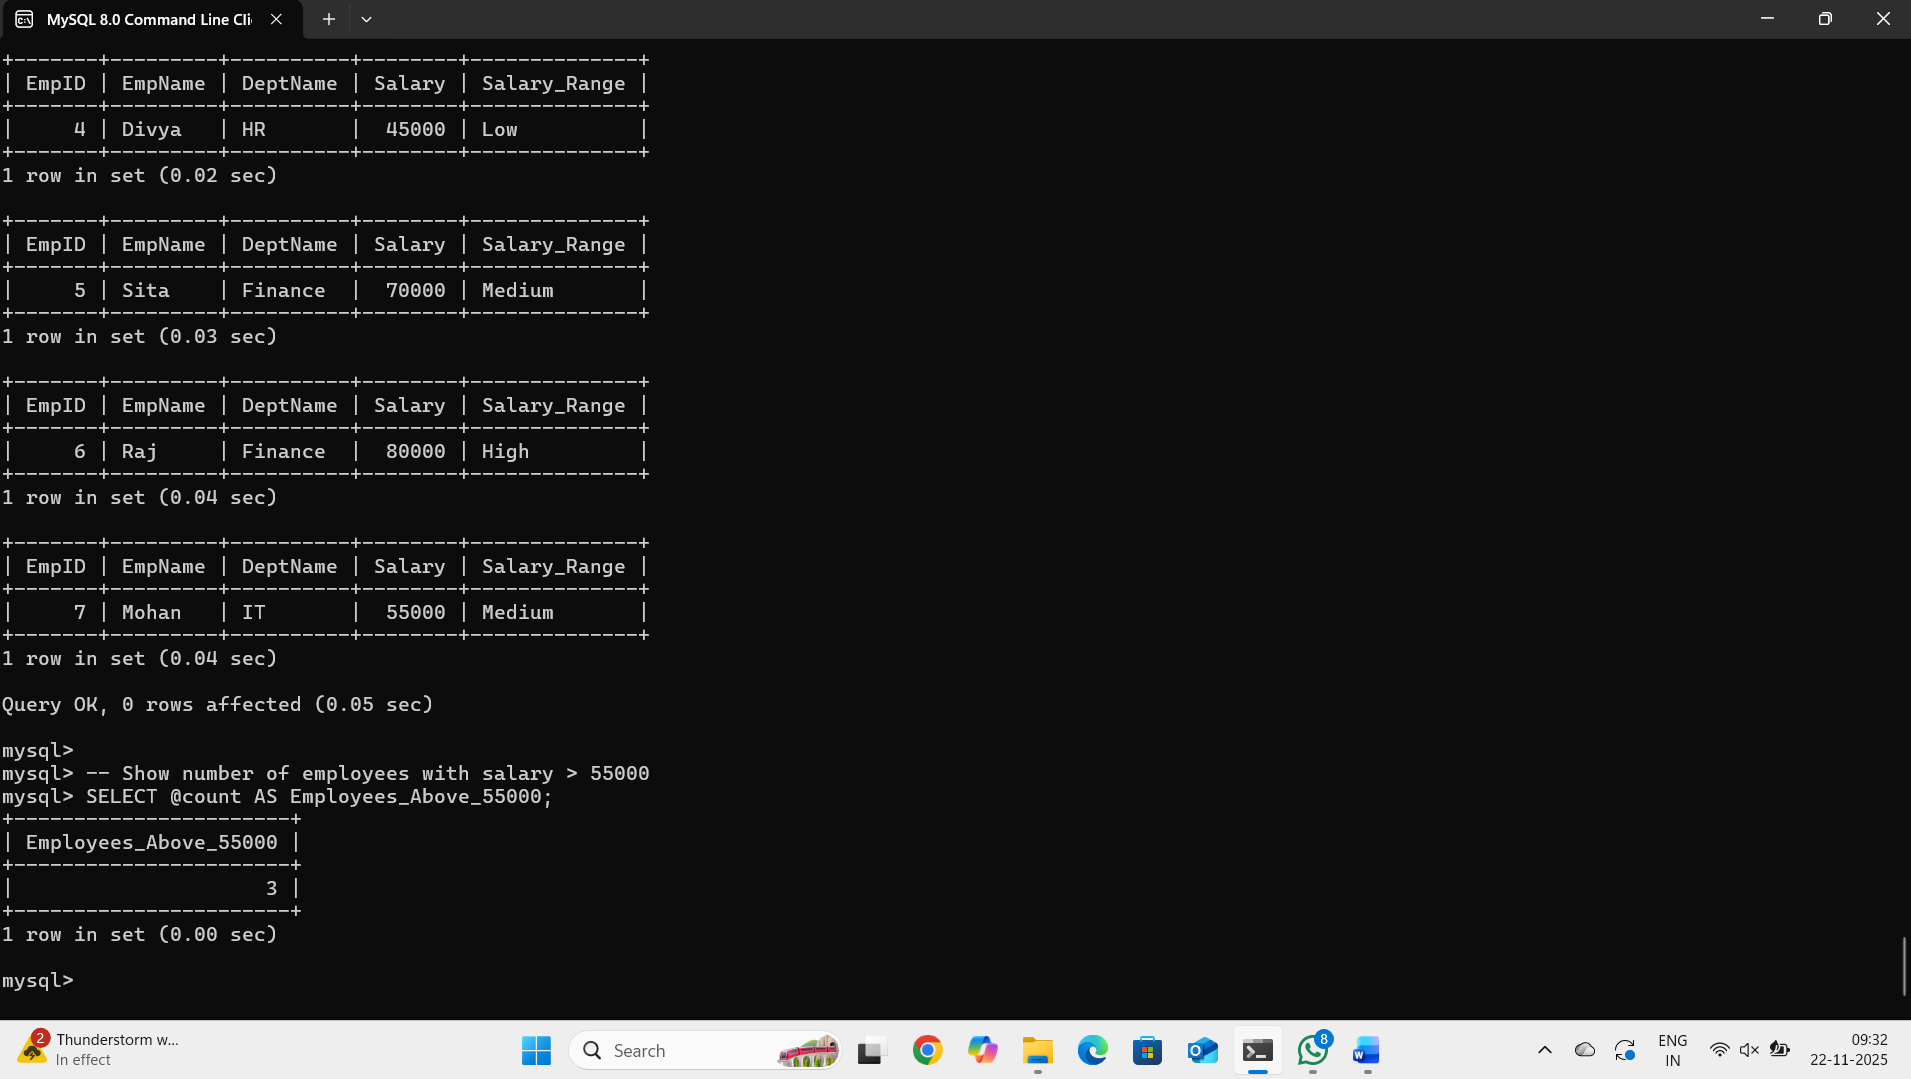 MySQL 8.0 Command Line Cli
+-------+---------+----------+--------+--------------+
| EmpID | EmpName | DeptName | Salary | Salary_Range |
+-------+---------+----------+--------+--------------+
|     4 | Divya   | HR       |  45000 | Low          |
+-------+---------+----------+--------+--------------+
1 row in set (0.02 sec)
+-------+---------+----------+--------+--------------+
| EmpID | EmpName | DeptName | Salary | Salary_Range |
+-------+---------+----------+--------+--------------+
|     5 | Sita    | Finance  |  70000 | Medium       |
+-------+---------+----------+--------+--------------+
1 row in set (0.03 sec)
+-------+---------+----------+--------+--------------+
| EmpID | EmpName | DeptName | Salary | Salary_Range |
+-------+---------+----------+--------+--------------+
|     6 | Raj     | Finance  |  80000 | High         |
+-------+---------+----------+--------+--------------+
1 row in set (0.04 sec)
+-------+---------+----------+--------+--------------+
| EmpID | EmpName | DeptName | Salary | Salary_Range |
+-------+---------+----------+--------+--------------+
|     7 | Mohan   | IT       |  55000 | Medium       |
+-------+---------+----------+--------+--------------+
1 row in set (0.04 sec)
Query OK, 0 rows affected (0.05 sec)
mysql>
mysql> -- Show number of employees with salary > 55000
mysql> SELECT @count AS Employees_Above_55000;
+-----------------------+
| Employees_Above_55000 |
+-----------------------+
|                     3 |
+-----------------------+
1 row in set (0.00 sec)
mysql>
2
Thunderstorm w...
In effect
Search
8
ENG
IN
09:32
22-11-2025